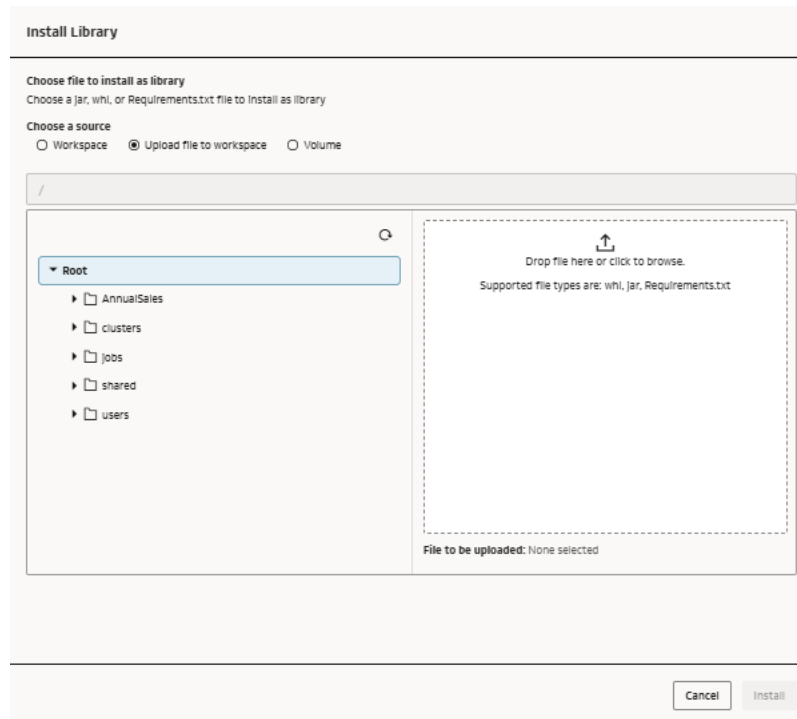 Install Library
Choose file to install as library
Choose a jar, whl, or Requirements.txt file to install as library
Choose a source
Workspace Upload file to workspace Volume
/
Root
AnnualSales
clusters
jobs
shared
users
Drop file here or click to browse.
Supported file types are: whl, jar, Requirements.txt
File to be uploaded: None selected
Cancel Install